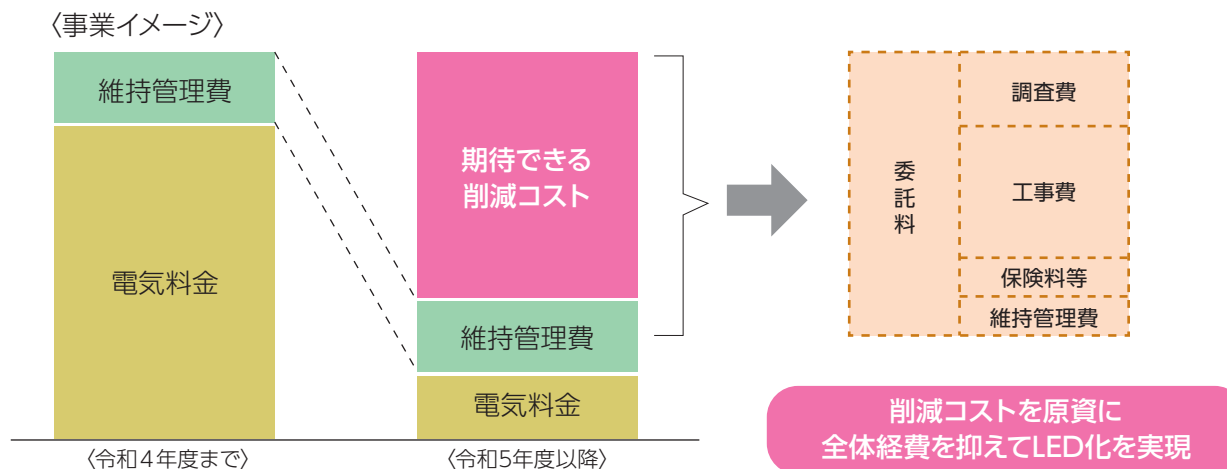 〈事業イメージ〉
維持管理費
電気料金
〈令和4年度まで〉
期待できる
削減コスト
維持管理費
電気料金
〈令和5年度以降〉
委託料
調査費
工事費
保険料等
維持管理費
削減コストを原資に
全体経費を抑えてLED化を実現